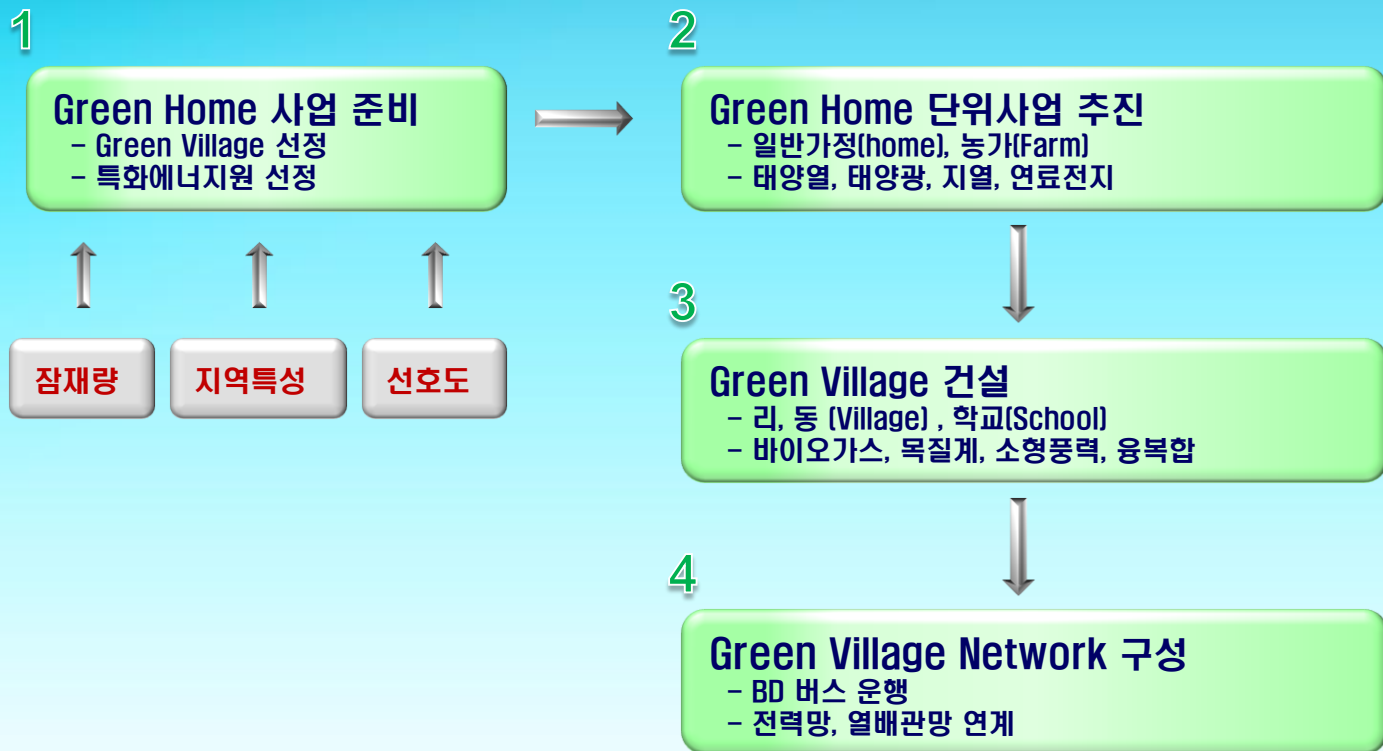 1
Green Home 사업 준비
- Green Village 선정
- 특화에너지원 선정
잠재량
지역특성
선호도
2
Green Home 단위사업 추진
- 일반가정(home), 농가(Farm)
- 태양열, 태양광, 지열, 연료전지
3
Green Village 건설
- 리, 동 (Village) , 학교(School)
- 바이오가스, 목질계, 소형풍력, 융복합
4
Green Village Network 구성
- BD 버스 운행
- 전력망, 열배관망 연계